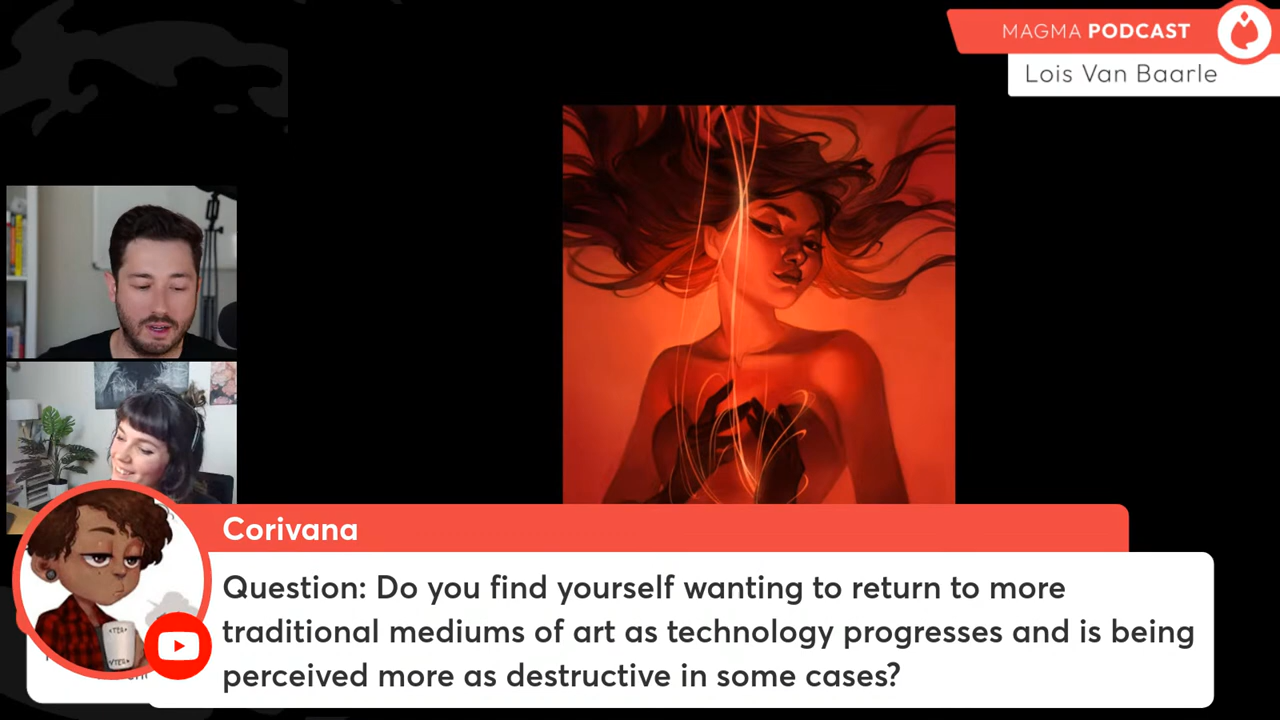 MAGMA PODCAST
Lois Van Baarle
Corivana
Question: Do you find yourself wanting to return to more
traditional mediums of art as technology progresses and is being
perceived more as destructive in some cases?